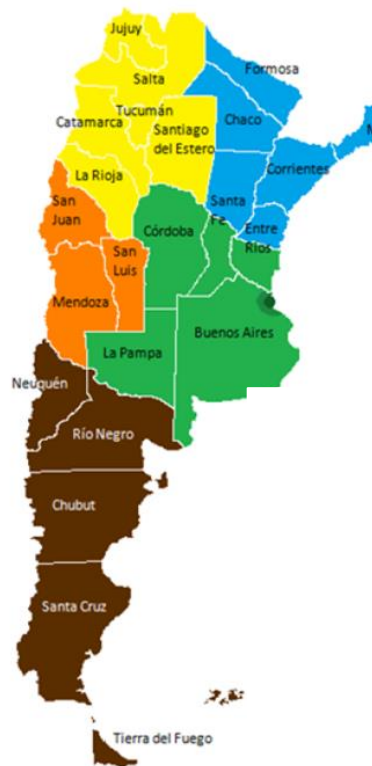 Jujuy
Formosa
Salta
Tucumán
Chaco
Catamarca
Santiago
del Estero
M
Corrientes
La Rioja
San
Juan
Santa
Fe
Entre
Ríos
Córdoba
San
Luis
Mendoza
Buenos Aires
La Pampa
Neuquén
Río Negro
Chubut
Santa Cruz
Tierra del Fuego